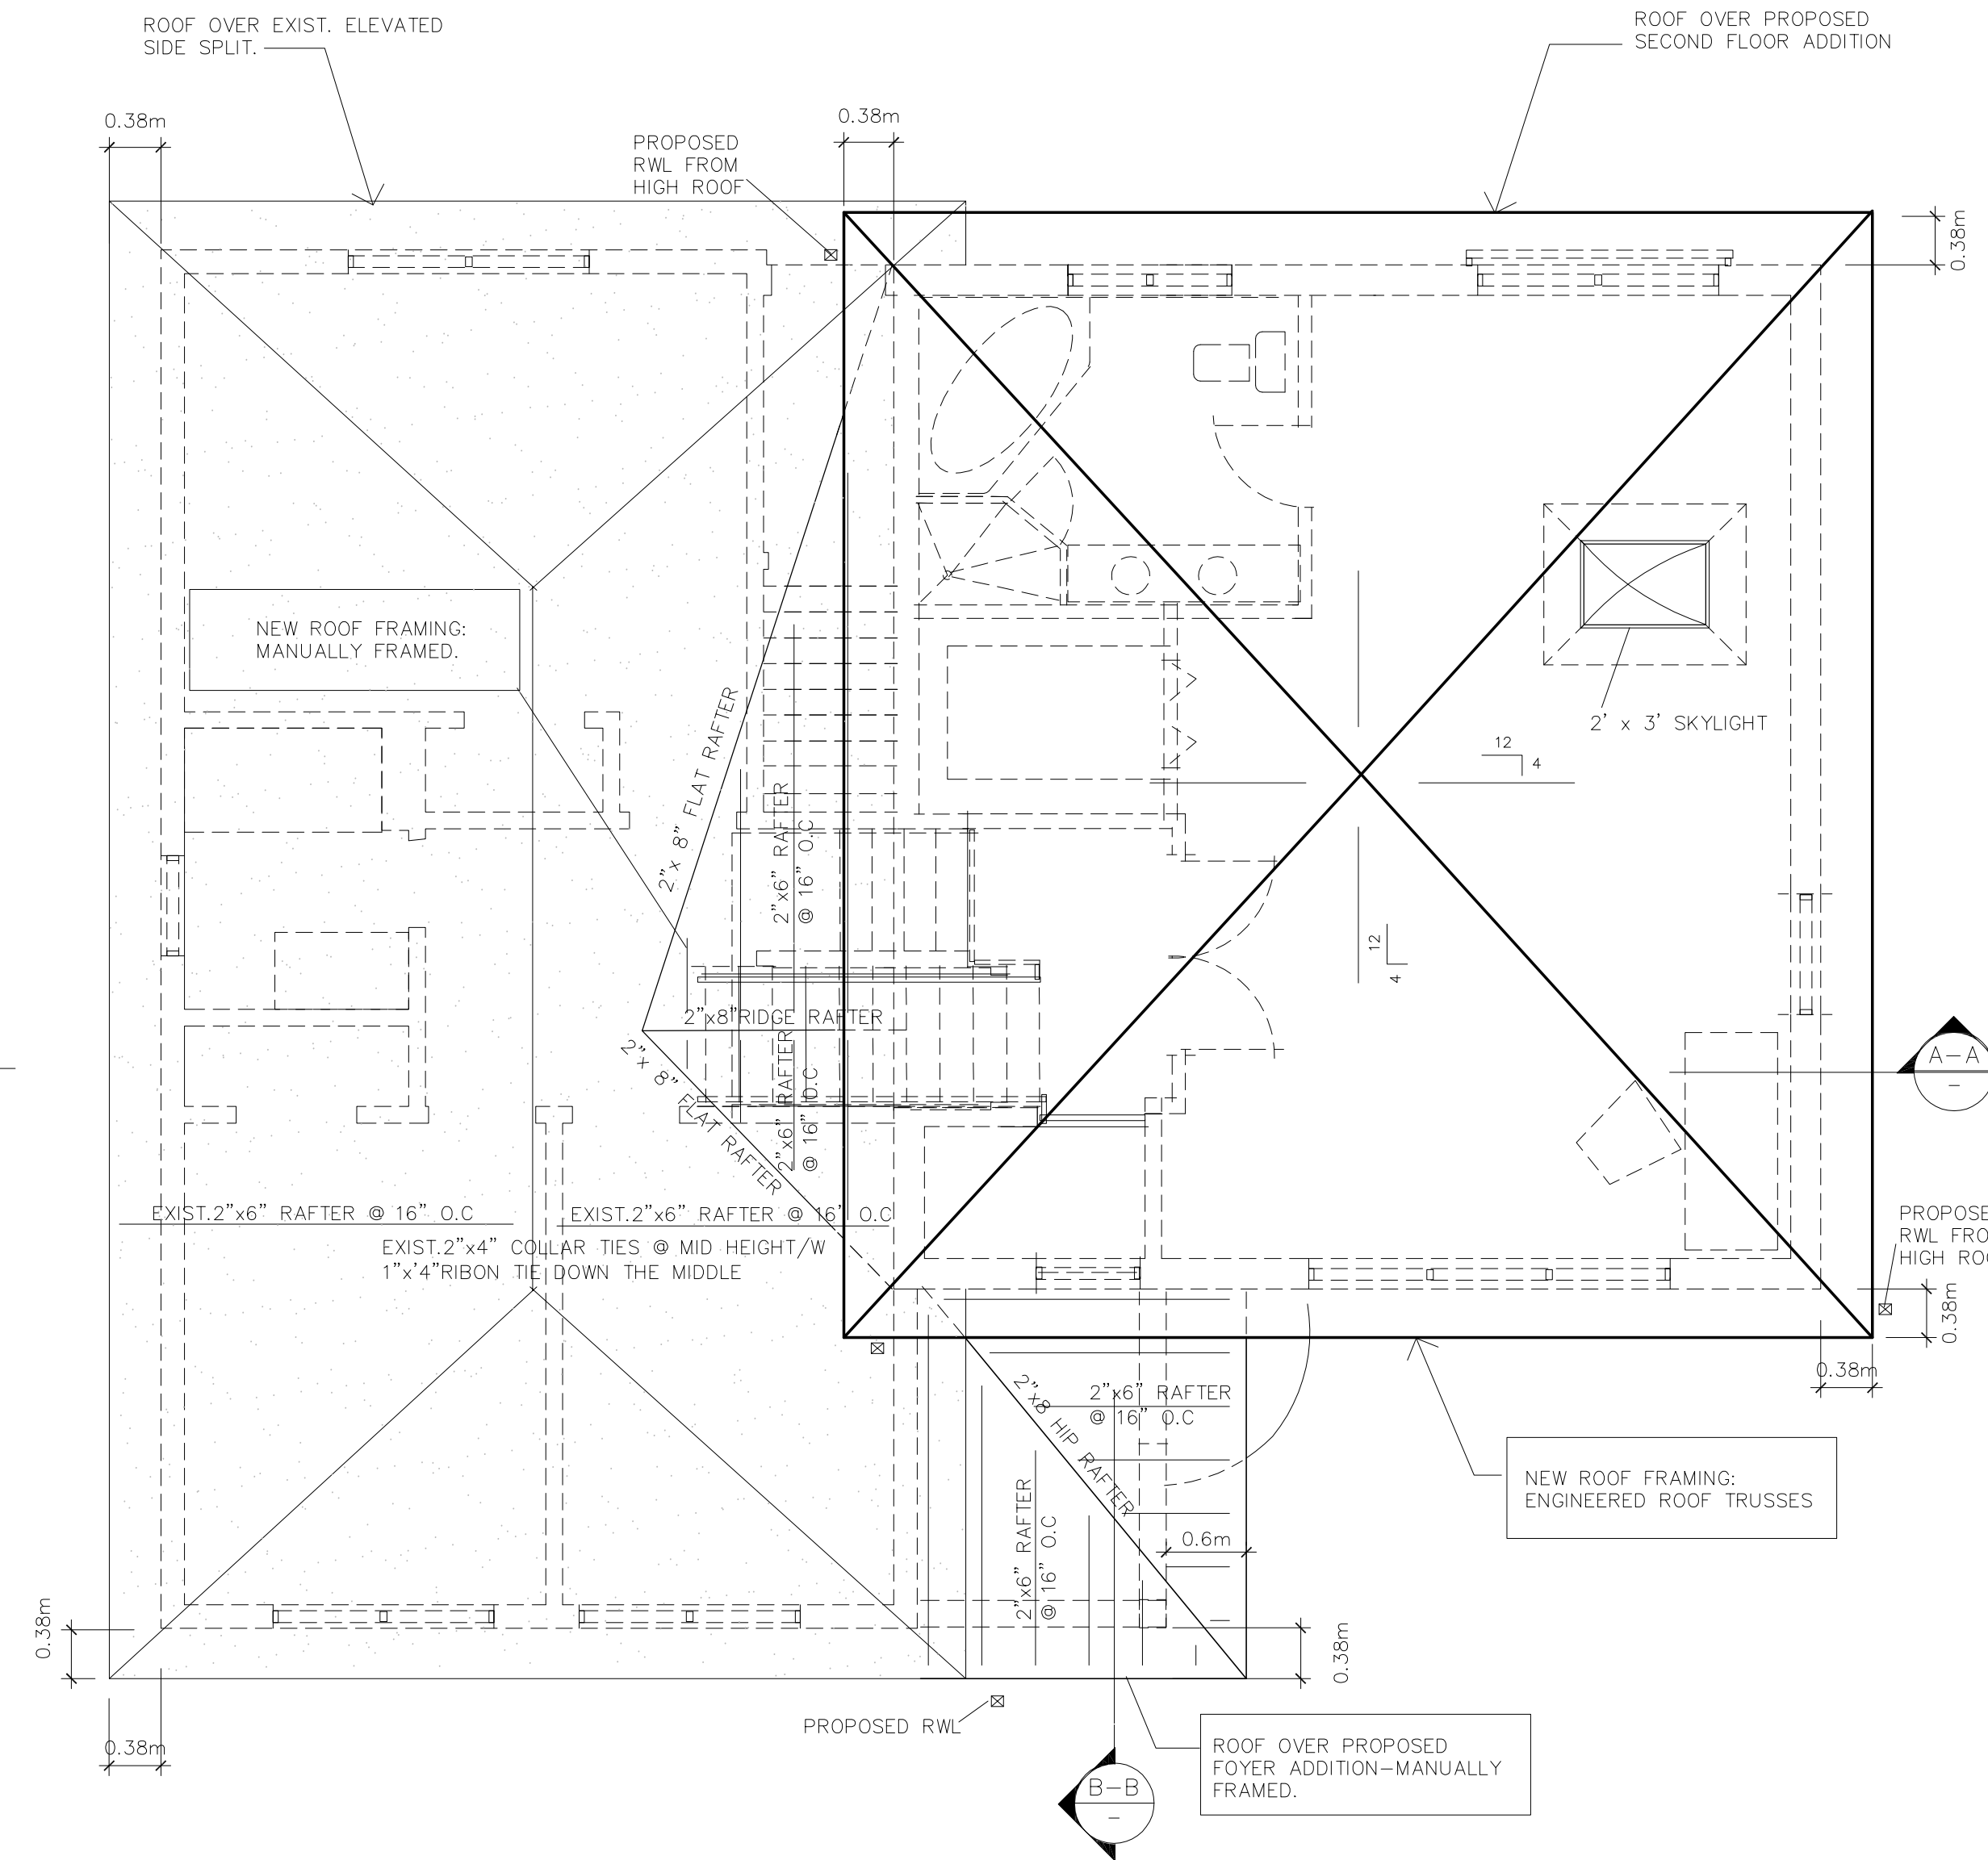 ROOF OVER EXIST. ELEVATED
SIDE SPLIT.
ROOF OVER PROPOSED
SECOND FLOOR ADDITION
0.38m
0.38m
PROPOSED
RWL FROM
HIGH ROOF
0.38m
NEW ROOF FRAMING:
MANUALLY FRAMED.
2' x 3' SKYLIGHT
12
4
12
4
2"x 8" FLAT RAFTER
2"x6" RAFTER
@ 16" O.C
2"x8"RIDGE RAFTER
2"x 8" FLAT RAFTER
2"x6" RAFTER
@ 16" O.C
A-A
-
EXIST.2"x6" RAFTER @ 16" O.C
EXIST.2"x6" RAFTER @ 16" O.C
EXIST.2"x4" COLLAR TIES @ MID HEIGHT/W
1"x'4"RIBON TIE DOWN THE MIDDLE
PROPOSE
RWL FRO
HIGH ROO
0.38m
0.38m
2"x8 HIP RAFTER
2"x6" RAFTER
@ 16" O.C
2"x6" RAFTER
@ 16" O.C
NEW ROOF FRAMING:
ENGINEERED ROOF TRUSSES
0.6m
0.38m
0.38m
0.38m
PROPOSED RWL
ROOF OVER PROPOSED
FOYER ADDITION-MANUALLY
FRAMED.
B-B
-